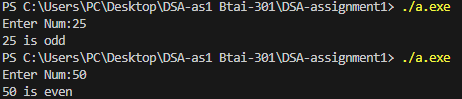 PS C:\Users\PC\Desktop\DSA-as1 Btai-301\DSA-assignment1> ./a.exe
Enter Num:25
25 is odd
PS C:\Users\PC\Desktop\DSA-as1 Btai-301\DSA-assignment1> ./a.exe
Enter Num:50
50 is even